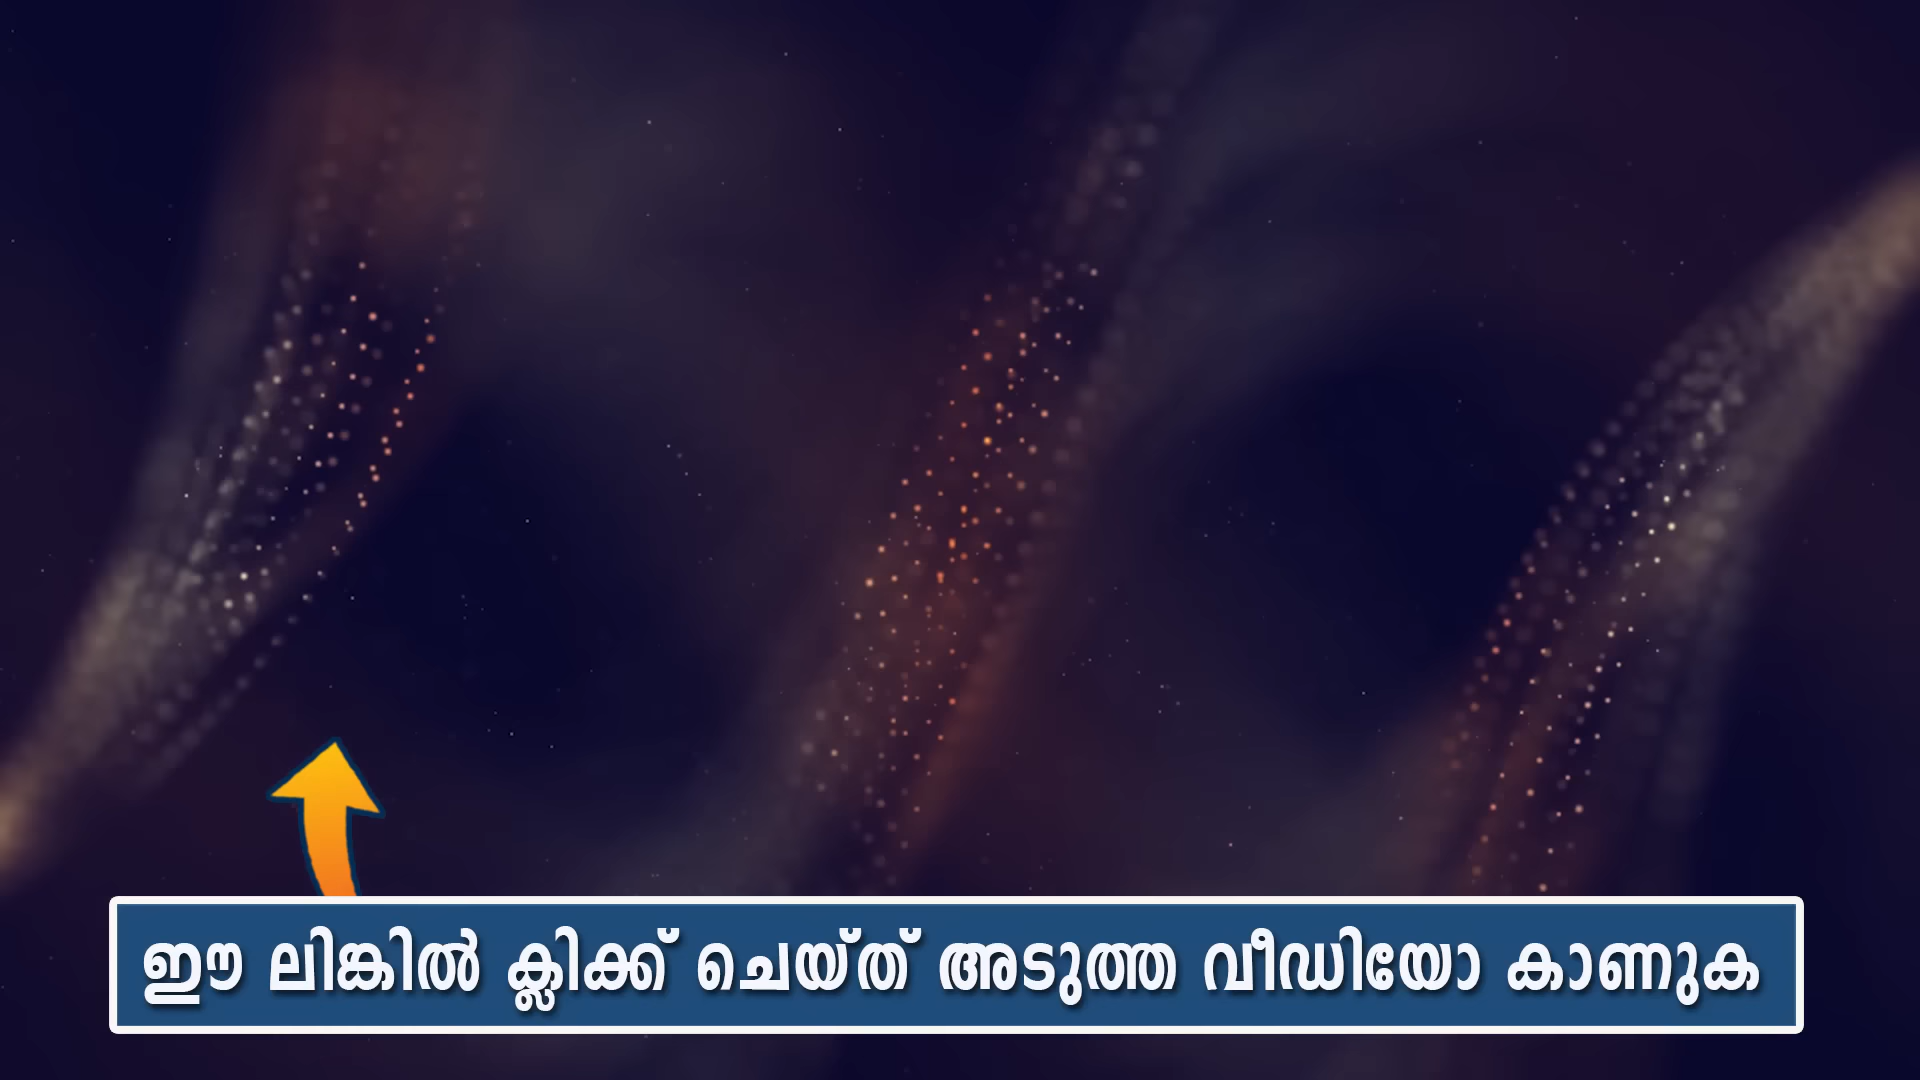 ഈ ലിങ്കിൽ ക്ലിക്ക് ചെയ്ത് അടുത്ത വീഡിയോ കാണുക